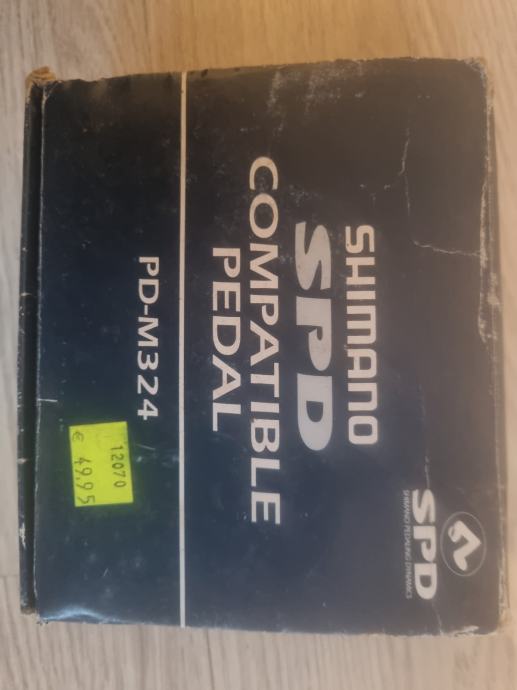 SPD
SHIMANO PEDALING DYNAMICS
SHIMANO
SPD
COMPATIBLE
PEDAL
PD-M324
12070
€ 49,95